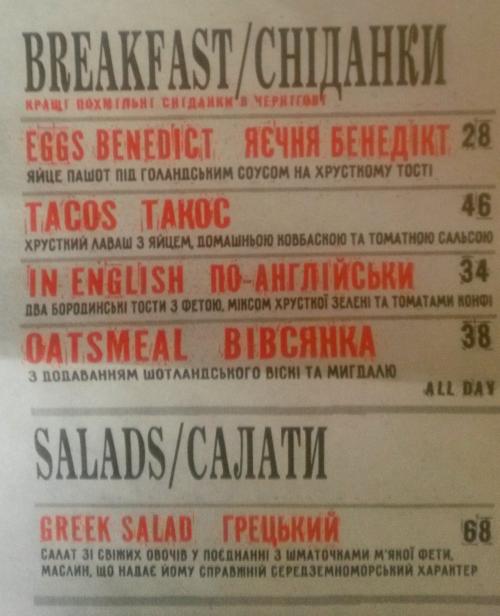 BREAKFAST/СНІДАНКИ
КРАЩІ ПОХМІЛЬНІ СНІДАНКИ В ЧЕРНІГОВІ
EGGS BENEDICT ЯЄЧНЯ БЕНЕДІКТ 28
ЯЙЦЕ ПАШОТ ПІД ГОЛАНДСЬКИМ СОУСОМ НА ХРУСТКОМУ ТОСТІ
TACOS ТАКОС 46
ХРУСТКИЙ ЛАВАШ З ЯЙЦЕМ, ДОМАШНЬОЮ КОВБАСКОЮ ТА ТОМАТНОЮ САЛЬСОЮ
IN ENGLISH ПО-АНГЛІЙСЬКИ 34
ДВА БОРОДИНСЬКІ ТОСТИ З ФЕТОЮ, МІКСОМ ХРУСТКОЇ ЗЕЛЕНІ ТА ТОМАТАМИ КОНФІ
OATSMEAL ВІВСЯНКА 38
З ДОДАВАННЯМ ШОТЛАНДСЬКОГО ВІСКІ ТА МИГДАЛЮ
ALL DAY
SALADS/САЛАТИ
GREEK SALAD ГРЕЦЬКИЙ 68
САЛАТ ЗІ СВІЖИХ ОВОЧІВ У ПОЄДНАННІ З ШМАТОЧКАМИ М'ЯКОЇ ФЕТИ,
МАСЛИН, ЩО НАДАЄ ЙОМУ СПРАВЖНІЙ СЕРЕДЗЕМНОМОРСЬКИЙ ХАРАКТЕР